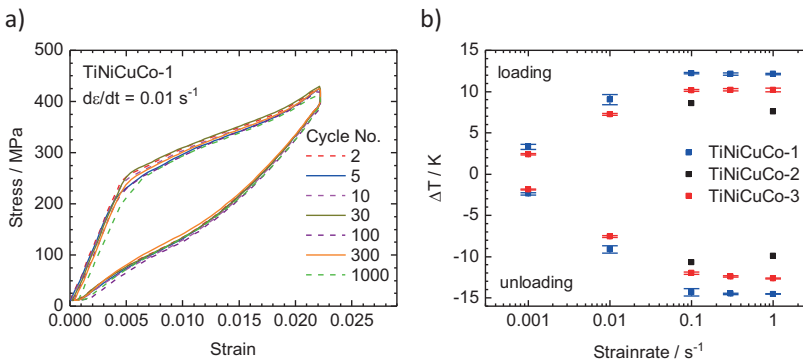 a)
500
400
300
200
100
0
Stress / MPa
TiNiCuCo-1
dε/dt = 0.01 s⁻¹
Cycle No.
2
5
10
30
100
300
1000
0.000 0.005 0.010 0.015 0.020 0.025
Strain
b)
15
10
5
0
-5
-10
-15
ΔT / K
loading
TiNiCuCo-1
TiNiCuCo-2
TiNiCuCo-3
unloading
0.001 0.01 0.1 1
Strainrate / s⁻¹